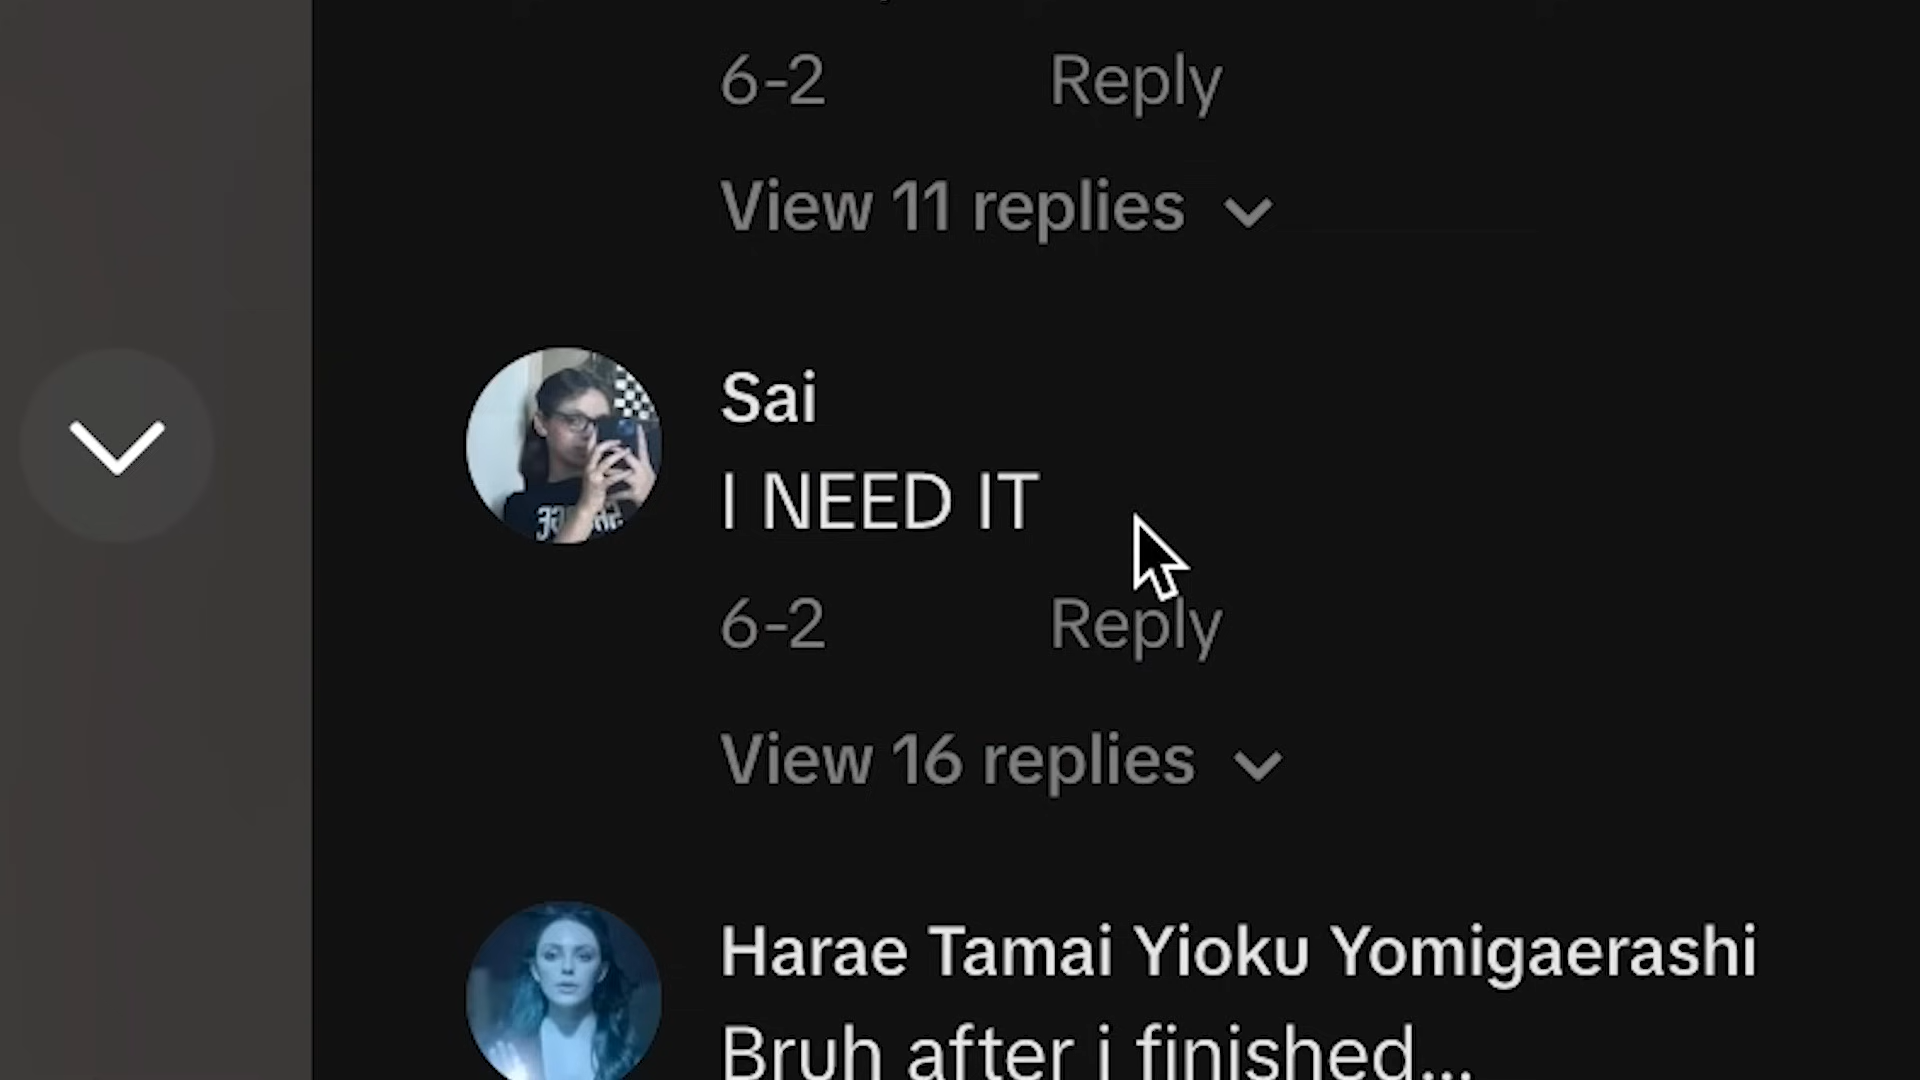 6-2 Reply
View 11 replies
Sai
I NEED IT
6-2 Reply
View 16 replies
Harae Tamai Yioku Yomigaerashi
Bruh after i finished...